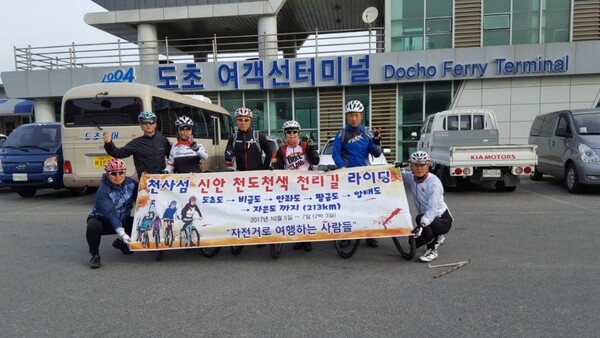 1004 도초 여객선터미널 Docho Ferry Terminal
KIA MOTORS
천사섬 신안 천도천색 천리길 라이딩
도초도 → 비금도 → 안좌도 → 팔금도 → 암태도
→ 자은도 까지 (213km)
2017년 10월 5일 ~ 7일 (2박 3일)
"자전거로 여행하는 사람들"